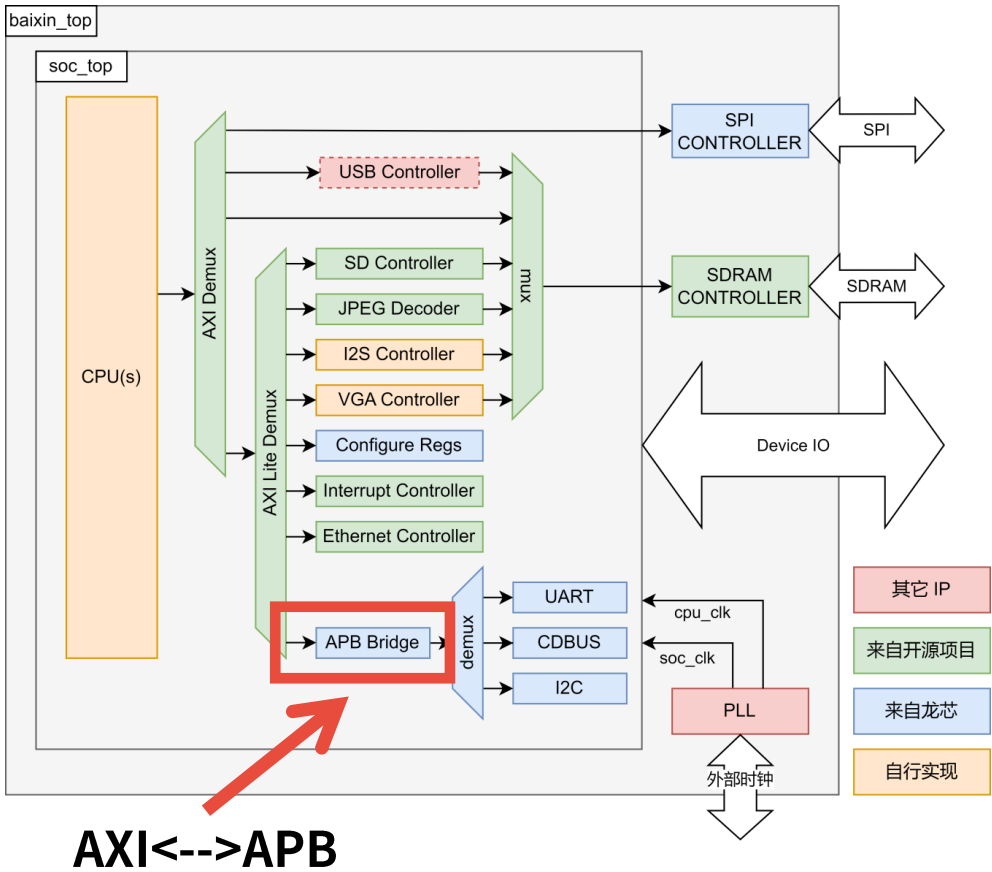 baixin_top
soc_top
CPU(s)
AXI Demux
SPI
CONTROLLER
SPI
USB Controller
mux
SDRAM
CONTROLLER
SDRAM
AXI Lite Demux
SD Controller
JPEG Decoder
I2S Controller
VGA Controller
Configure Regs
Interrupt Controller
Ethernet Controller
Device IO
APB Bridge
demux
UART
CDBUS
I2C
cpu_clk
soc_clk
PLL
外部时钟
其它 IP
来自开源项目
来自龙芯
自行实现
AXI<-->APB